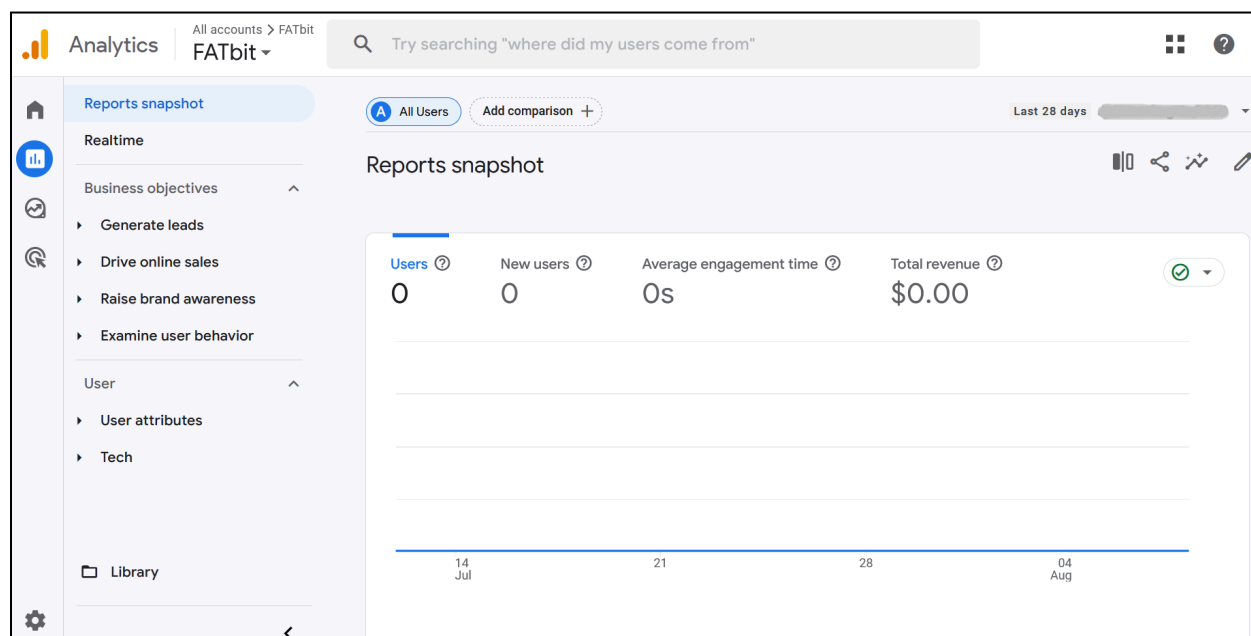 Analytics
All accounts > FATbit
FATbit
Try searching "where did my users come from"
Reports snapshot
Realtime
Business objectives
Generate leads
Drive online sales
Raise brand awareness
Examine user behavior
User
User attributes
Tech
Library
A All Users
Add comparison +
Last 28 days
Reports snapshot
Users
0
New users
0
Average engagement time
0s
Total revenue
$0.00
14
Jul
21
28
04
Aug